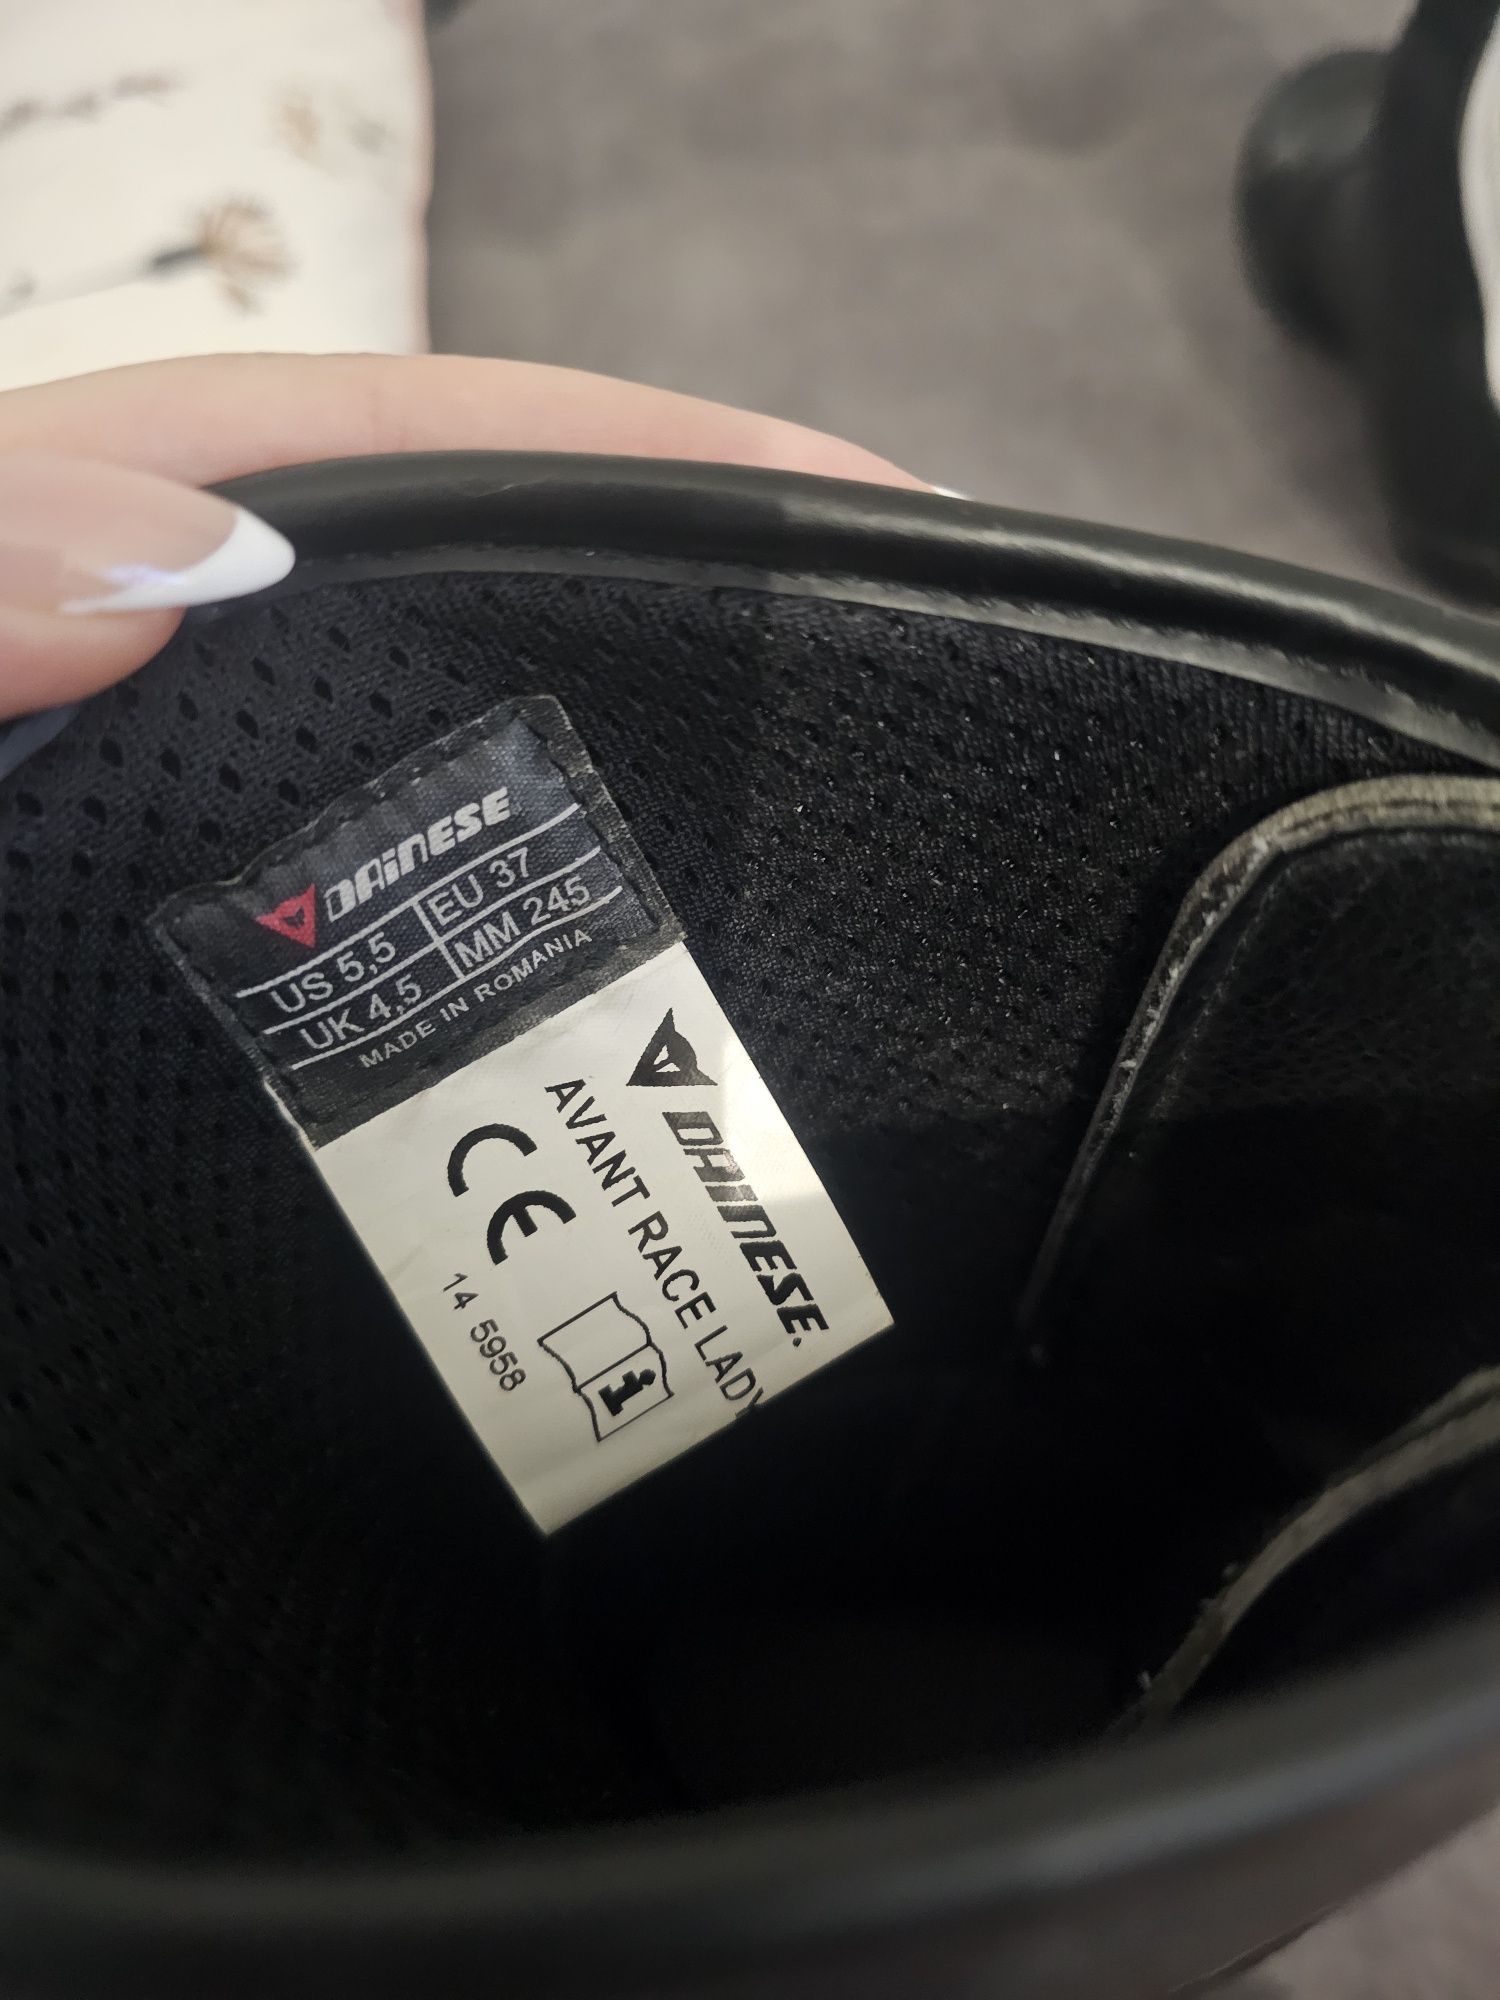 DAINESE
US 5,5 EU 37
UK 4,5 MM 245
MADE IN ROMANIA
DAINESE
AVANT RACE LADY
CE
14 5958